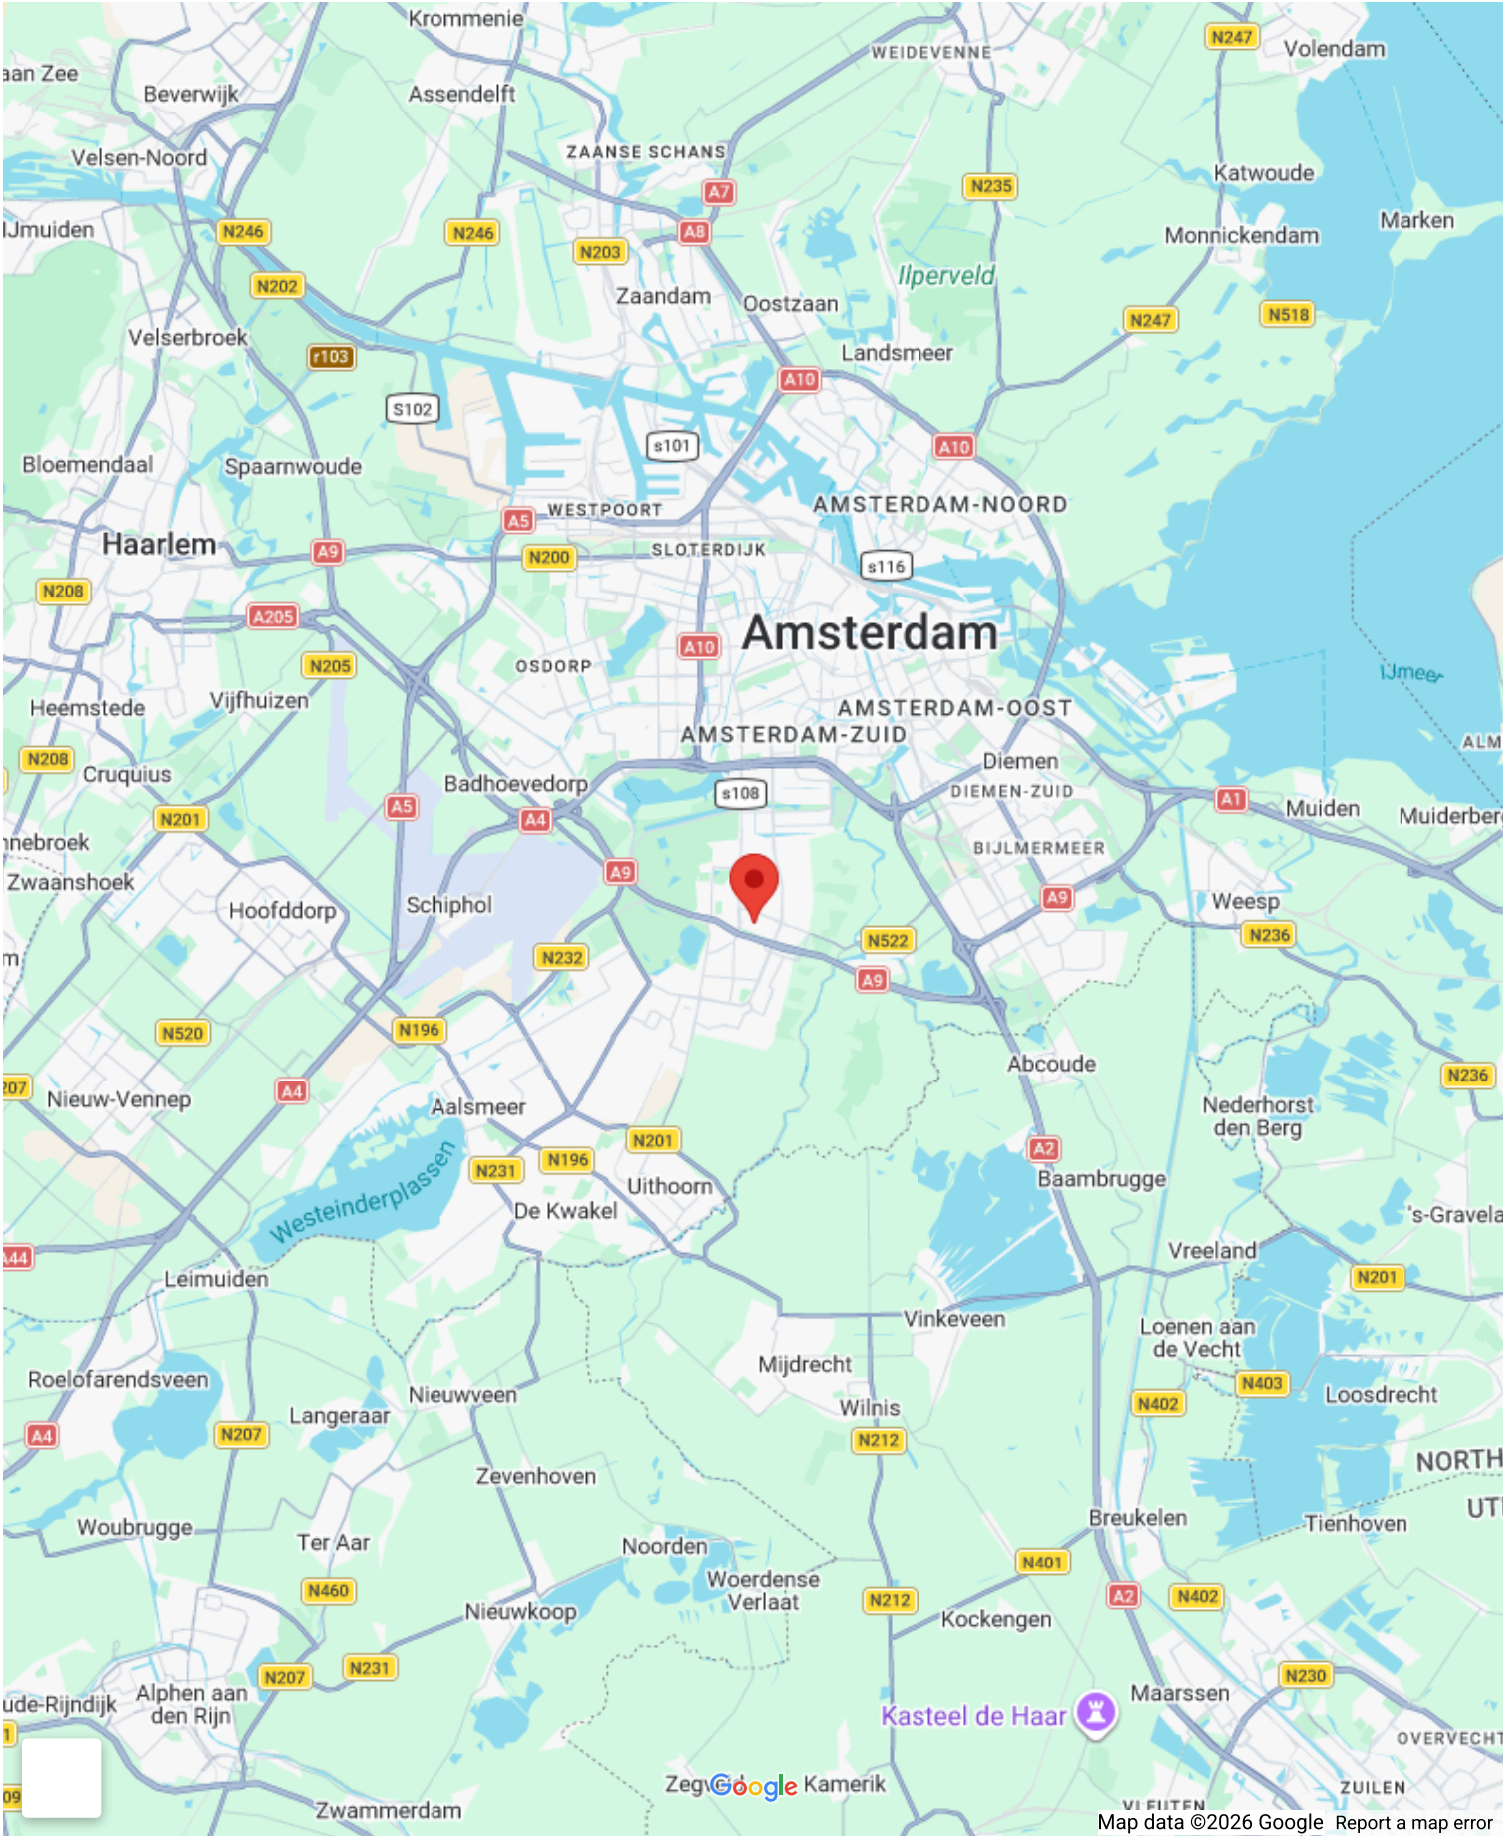 Krommenie
N247
Volendam
WEIDEVENNE
aan Zee
Beverwijk
Assendelft
ZAANSE SCHANS
Velsen-Noord
A7
N235
Katwoude
Marken
IJmuiden
N246
N246
A8
N203
Monnickendam
Ilperveld
N202
Zaandam
Oostzaan
N247
N518
Velserbroek
r103
Landsmeer
A10
S102
s101
A10
Bloemendaal
Spaarnwoude
WESTPOORT
AMSTERDAM-NOORD
A5
Haarlem
A9
N200
SLOTERDIJK
s116
N208
A205
Amsterdam
A10
N205
OSDORP
IJmeer
Heemstede
Vijfhuizen
AMSTERDAM-OOST
AMSTERDAM-ZUID
ALM
N208
Cruquius
Badhoevedorp
Diemen
DIEMEN-ZUID
s108
A5
A4
A1
Muiden
Muiderber
N201
nnebroek
BIJLMERMEER
A9
Zwaanshoek
Hoofddorp
Schiphol
A9
Weesp
N522
N236
N232
m
A9
N520
N196
Abcoude
N236
207
Nieuw-Vennep
A4
Aalsmeer
Nederhorst
den Berg
N201
A2
Westeinderplassen
N231
N196
Uithoorn
Baambrugge
De Kwakel
's-Gravela
A44
Leimuiden
Vreeland
N201
Vinkeveen
Loenen aan
de Vecht
Roelofarendsveen
Mijdrecht
Nieuwveen
N403
Loosdrecht
N402
Langeraar
Wilnis
A4
N207
N212
NORTH
Zevenhoven
UT
Woubrugge
Ter Aar
Breukelen
Tienhoven
Noorden
N401
Woerdense
Verlaat
N460
N212
A2
N402
Nieuwkoop
Kockengen
N207
N231
N230
Alphen aan
den Rijn
ude-Rijndijk
Maarssen
Kasteel de Haar
1
OVERVECHT
Google
Kamerik
ZUILEN
09
Zwammerdam
VLEUTEN
Map data ©2026 Google
Report a map error